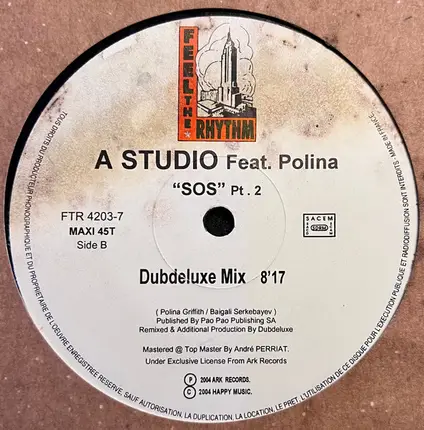 FEEL THE
RHYTHM
A STUDIO Feat. Polina
“SOS” Pt. 2
FTR 4203-7
MAXI 45T
Side B
SACEM
Dubdeluxe Mix 8'17
( Polina Griffith / Baigali Serkebayev )
Published By Pao Pao Publishing SA
Remixed & Additional Production By Dubdeluxe
Mastered @ Top Master By André PERRIAT.
Under Exclusive License From Ark Records
P 2004 ARK RECORDS.
C 2004 HAPPY MUSIC.
TOUS DROITS DU PRODUCTEUR PHONOGRAPHIQUE ET DU PROPRIETAIRE DE L'OEUVRE ENREGISTREE RESERVE, SAUF AUTORISATION, LA DUPLICATION, LA LOCATION, LE PRET, L'UTILISATION DE CE DISQUE POUR L'EXECUTION PUBLIQUE ET RADIODIFFUSION SONT INTERDITS - MADE IN FRANCE.